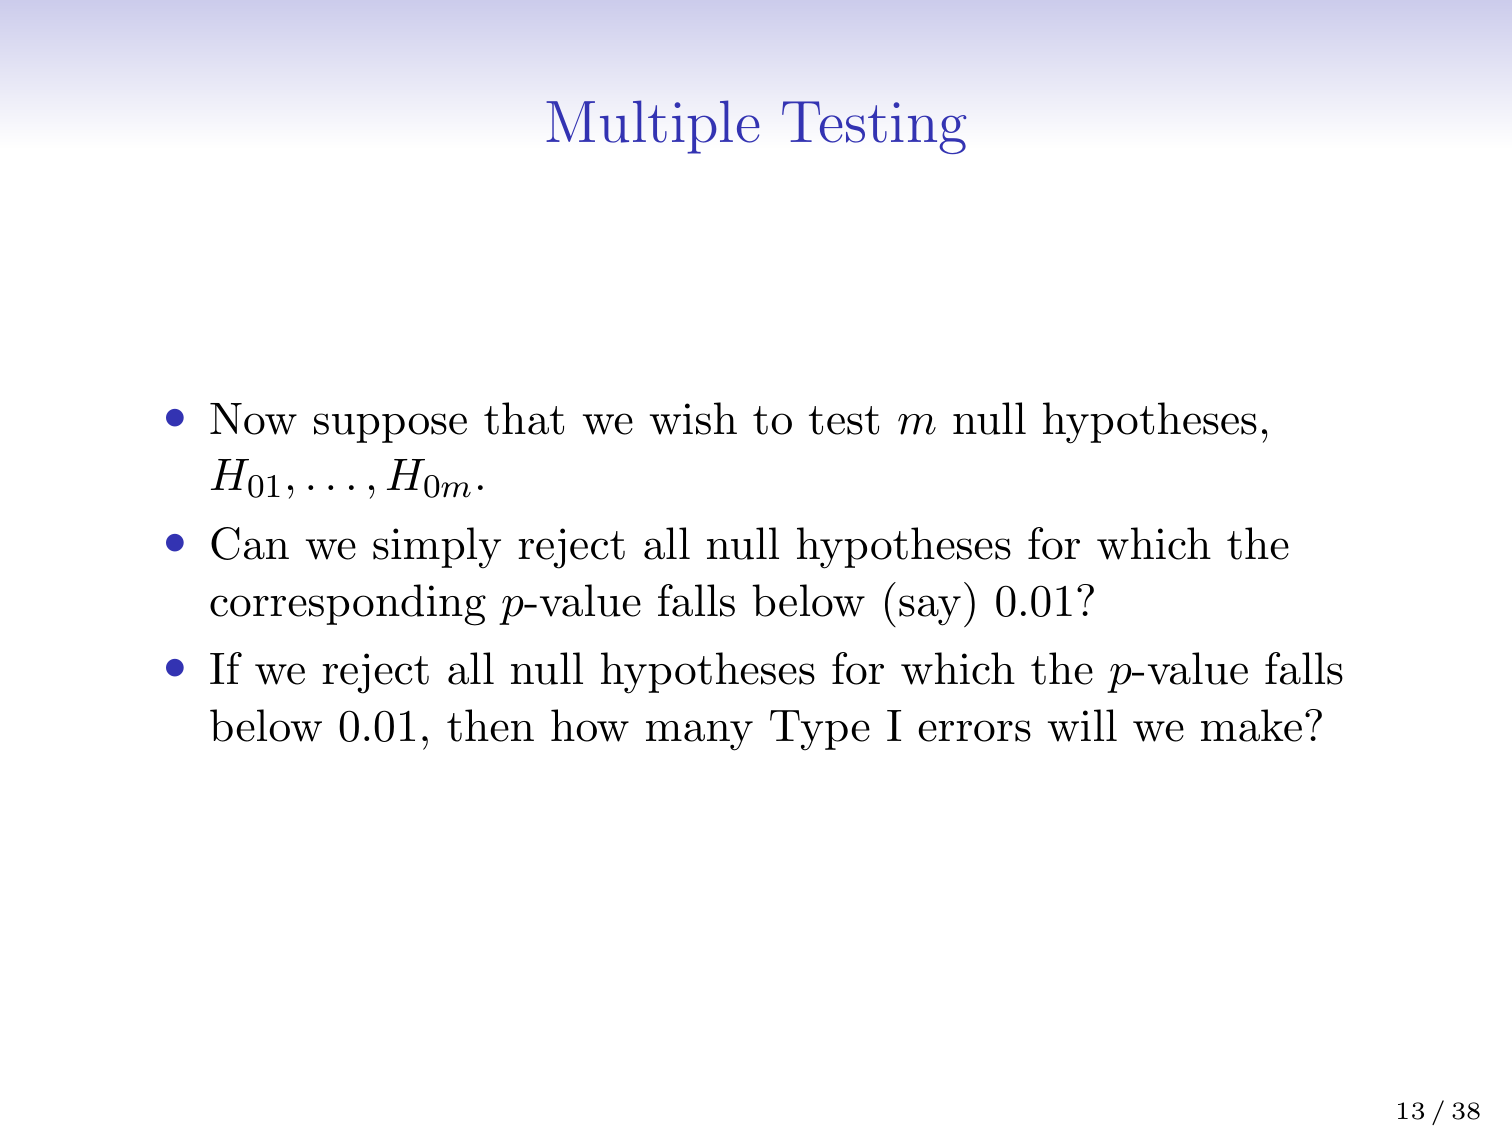 Multiple Testing
• Now suppose that we wish to test m null hypotheses,
H₀₁, . . . , H₀ₘ.
• Can we simply reject all null hypotheses for which the
corresponding p-value falls below (say) 0.01?
• If we reject all null hypotheses for which the p-value falls
below 0.01, then how many Type I errors will we make?
13 / 38